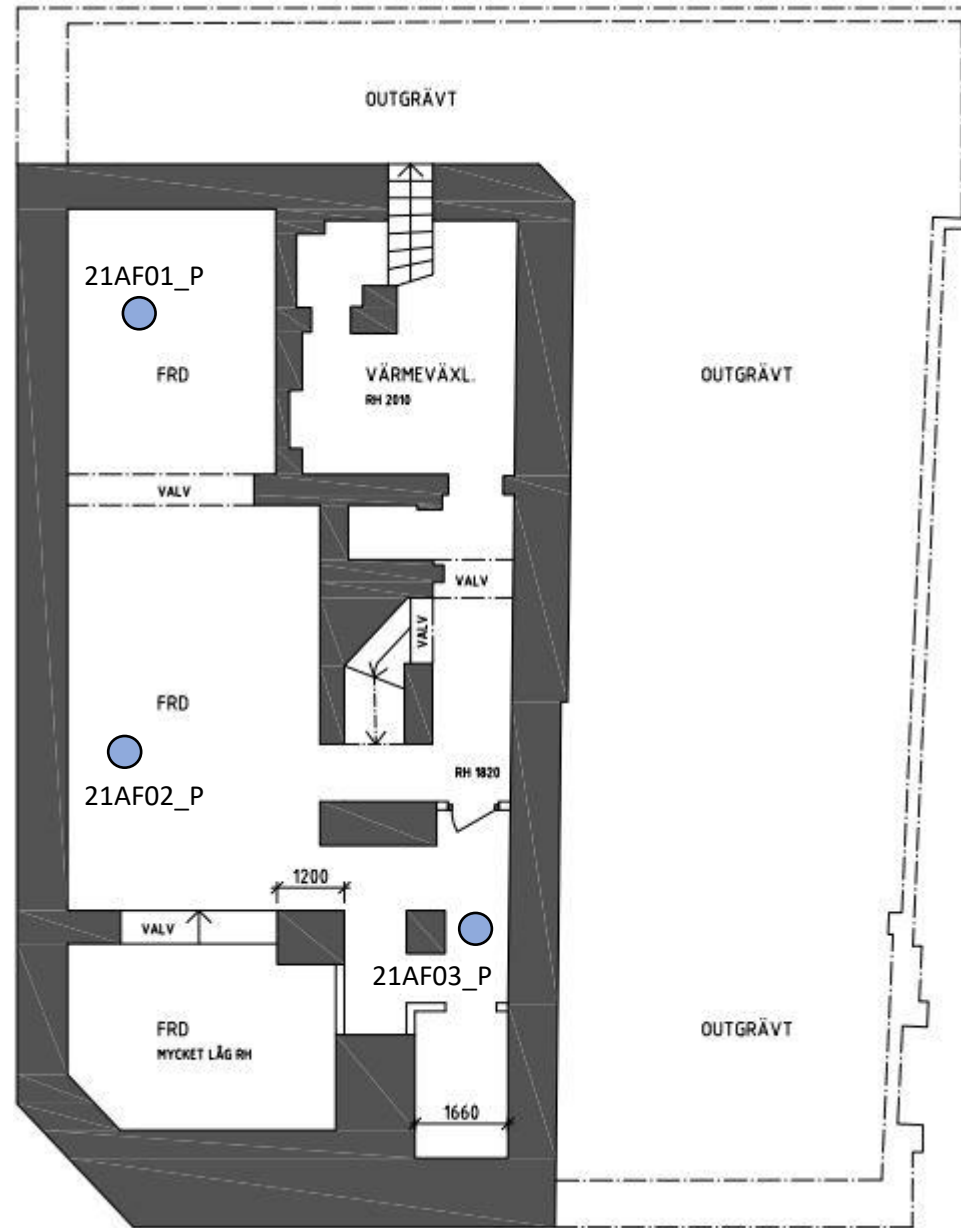 OUTGRÄVT
21AF01_P
FRD
VÄRMEVÄXL.
RH 2010
OUTGRÄVT
VALV
VALV
VALV
FRD
21AF02_P
RH 1820
1200
VALV
21AF03_P
FRD
MYCKET LÅG RH
OUTGRÄVT
1660